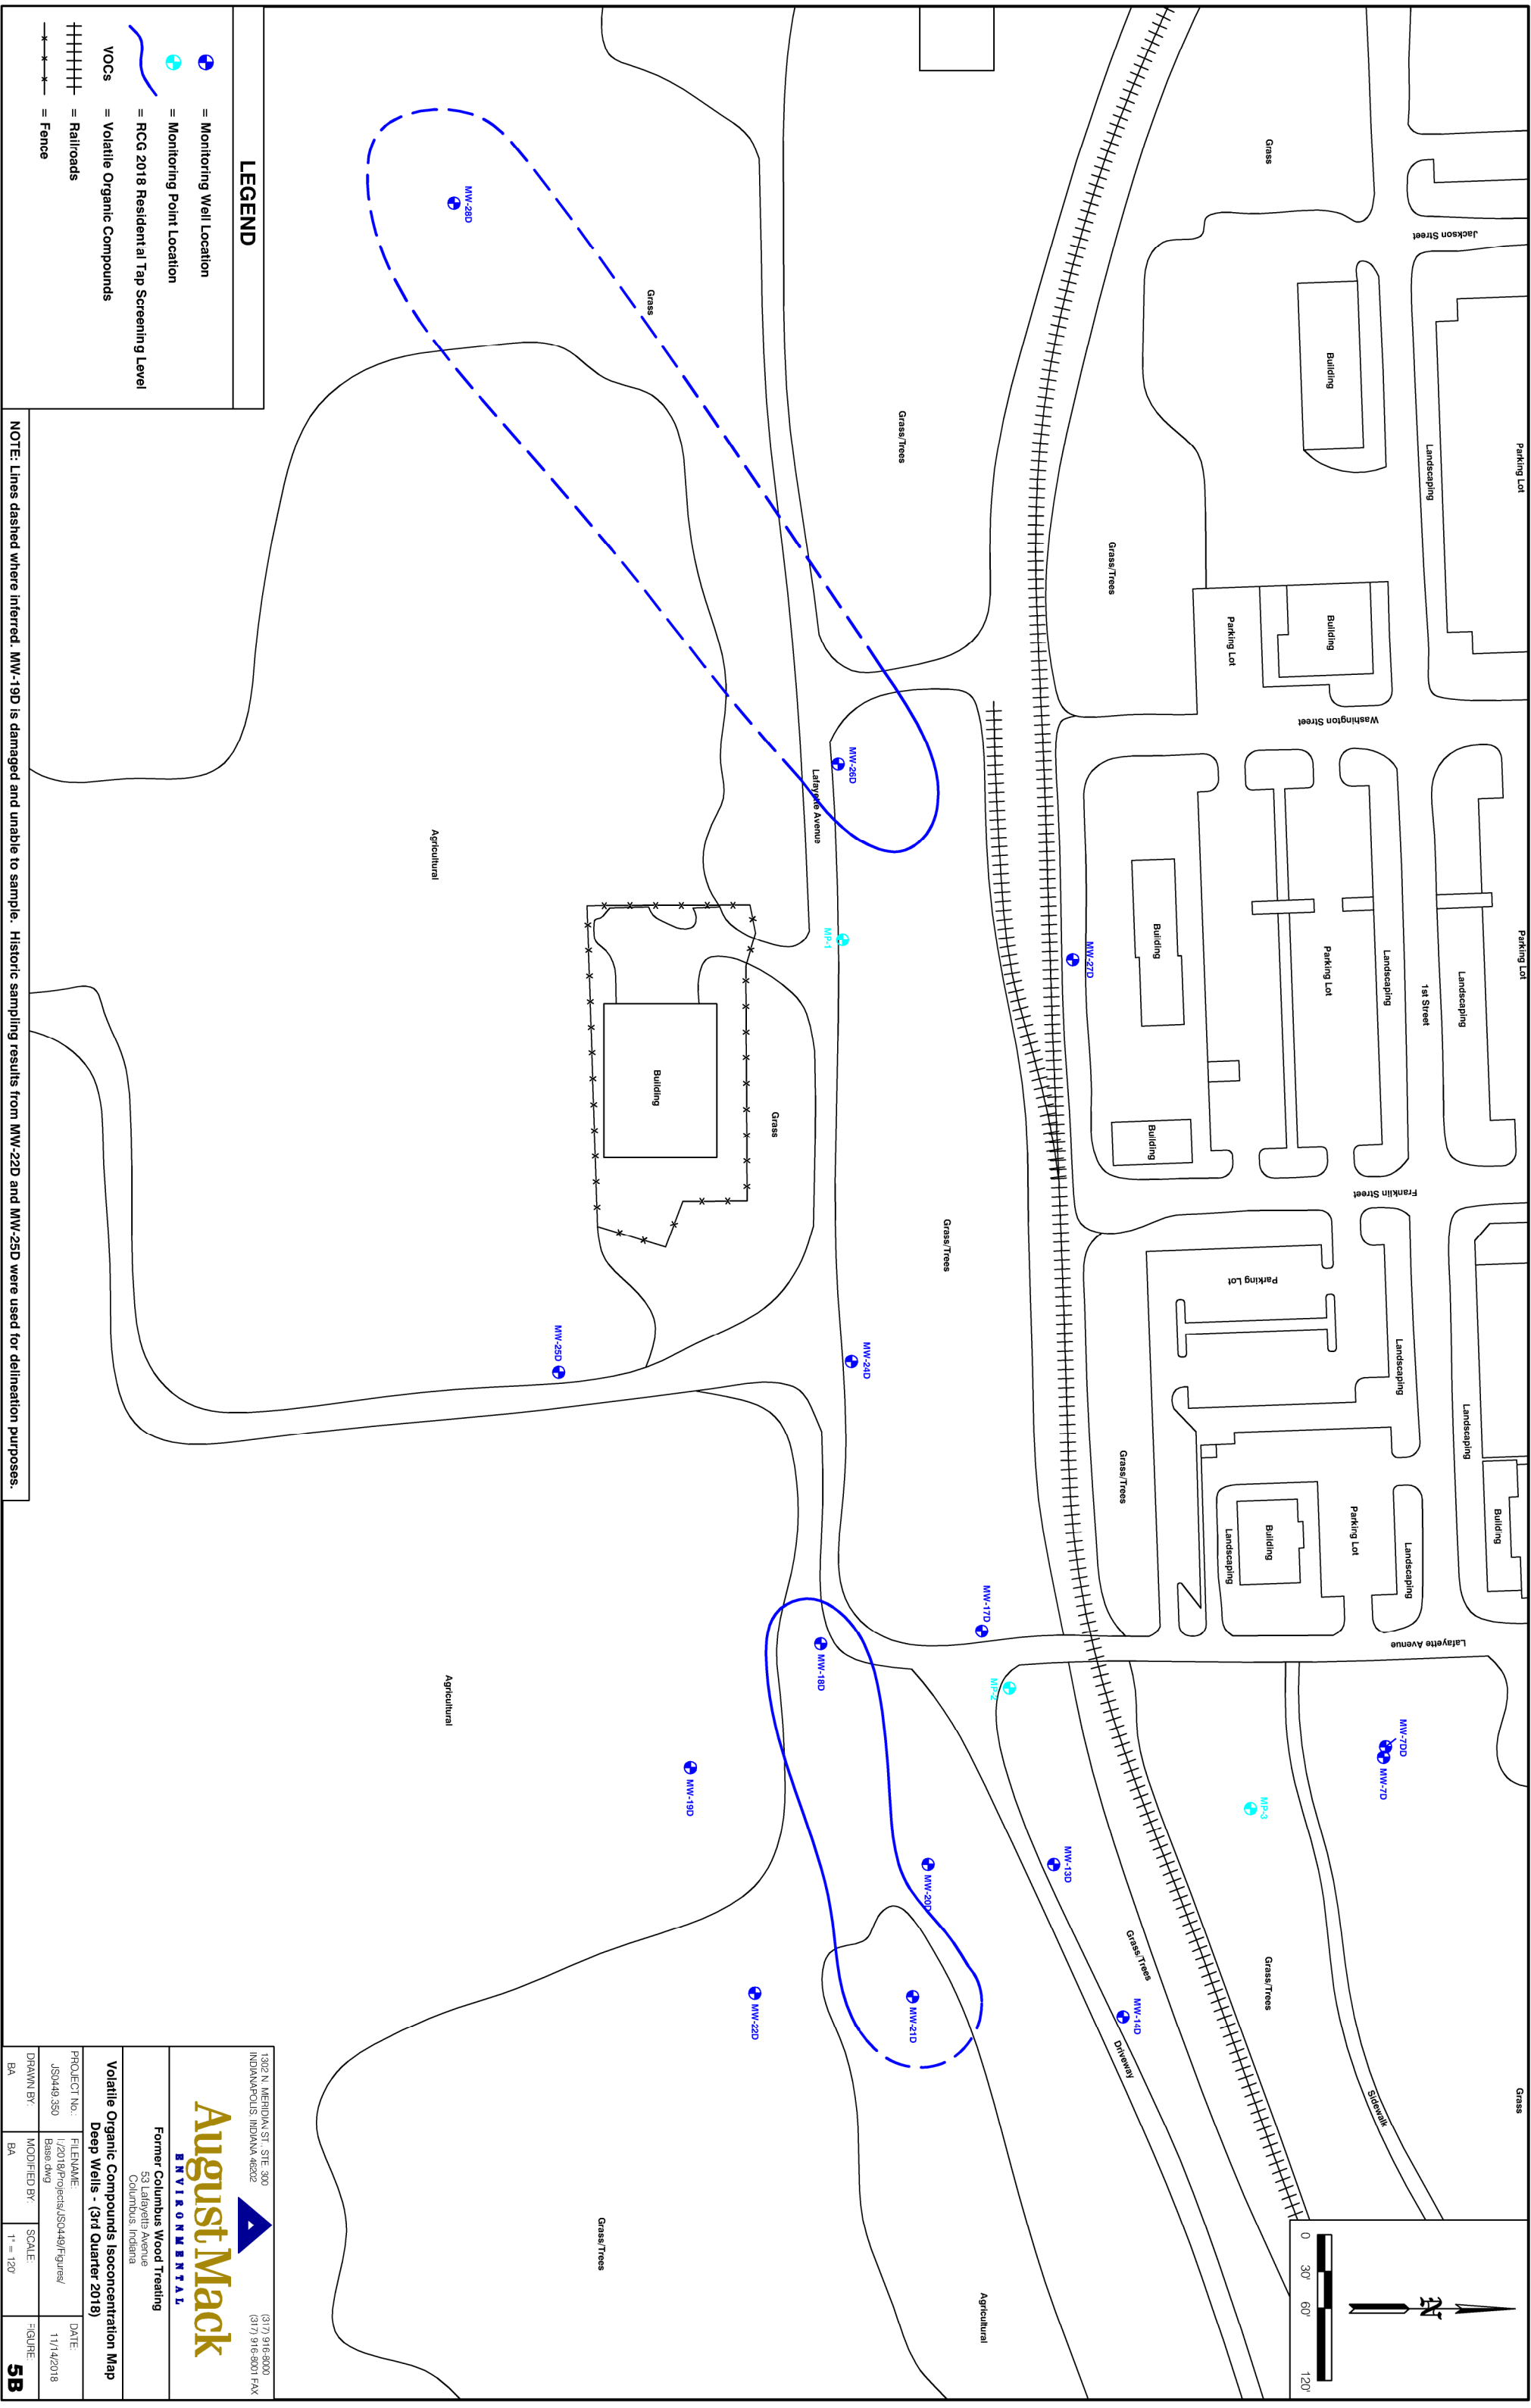 LEGEND
= Monitoring Well Location
= Monitoring Point Location
= RCG 2018 Residental Tap Screening Level
VOCs = Volatile Organic Compounds
= Railroads
= Fence
NOTE: Lines dashed where inferred. MW-19D is damaged and unable to sample. Historic sampling results from MW-22D and MW-25D were used for delineation purposes.
Parking Lot
Parking Lot
Grass
Jackson Street
Landscaping
Building
Grass/Trees
Building
Parking Lot
Washington Street
Landscaping
1st Street
Landscaping
Parking Lot
Building
Building
MW-27D
Franklin Street
Parking Lot
Landscaping
Landscaping
Building
Parking Lot
Landscaping
Building
Landscaping
Grass/Trees
Lafayette Avenue
MW-7DD
MW-7D
MP-3
Grass
Sidewalk
Grass/Trees
Grass/Trees
Driveway
MW-14D
MW-13D
MP-2
MW-17D
Grass/Trees
Grass/Trees
Grass
MW-28D
MW-26D
Lafayette Avenue
MP-1
Grass
Building
MW-24D
MW-25D
MW-18D
MW-19D
MW-20D
MW-21D
MW-22D
Agricultural
Agricultural
Agricultural
Grass/Trees
N
0 30' 60' 120'
1302 N. MERIDIAN ST., STE. 300
INDIANAPOLIS, INDIANA 46202
(317) 916-8000
(317) 916-8001 FAX
August Mack
ENVIRONMENTAL
Former Columbus Wood Treating
53 Lafayette Avenue
Columbus, Indiana
Volatile Organic Compounds Isoconcentration Map
Deep Wells - (3rd Quarter 2018)
PROJECT No.:
JS0449.350
FILENAME:
I:/2018/Projects/JS0449/Figures/
Base.dwg
DATE:
11/14/2018
DRAWN BY:
BA
MODIFIED BY:
BA
SCALE:
1" = 120'
FIGURE:
5B